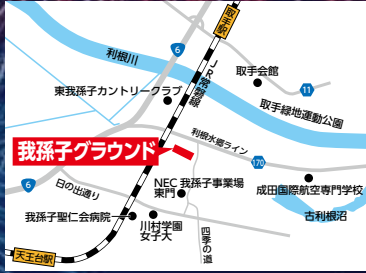 取手駅
6
利根川
JR常磐線
取手会館
11
東我孫子カントリークラブ
取手緑地運動公園
利根水郷ライン
我孫子グラウンド
170
6
日の出通り
NEC 我孫子事業場
東門
成田国際航空専門学校
古利根沼
我孫子聖仁会病院
川村学園
女子大
四季の道
天王台駅